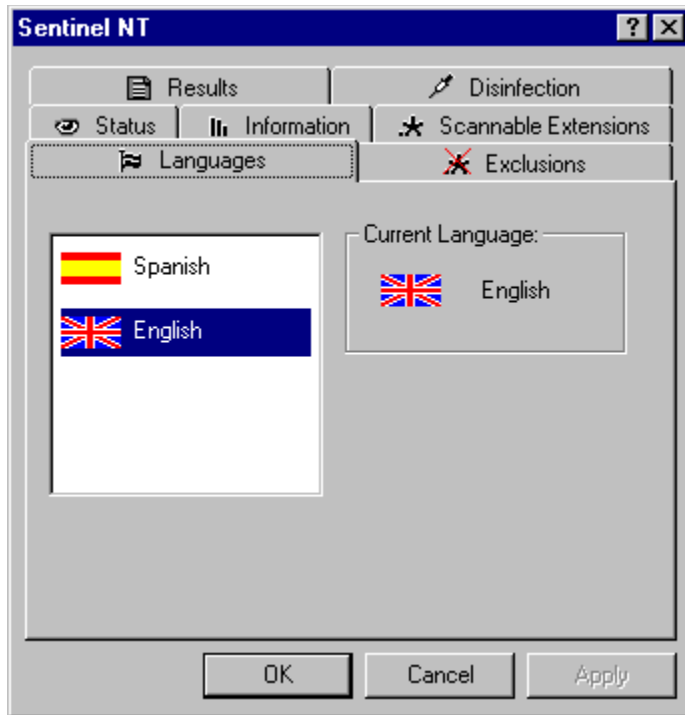 Sentinel NT
Results Disinfection
Status Information Scannable Extensions
Languages Exclusions
Spanish
English
Current Language:
English
OK Cancel Apply